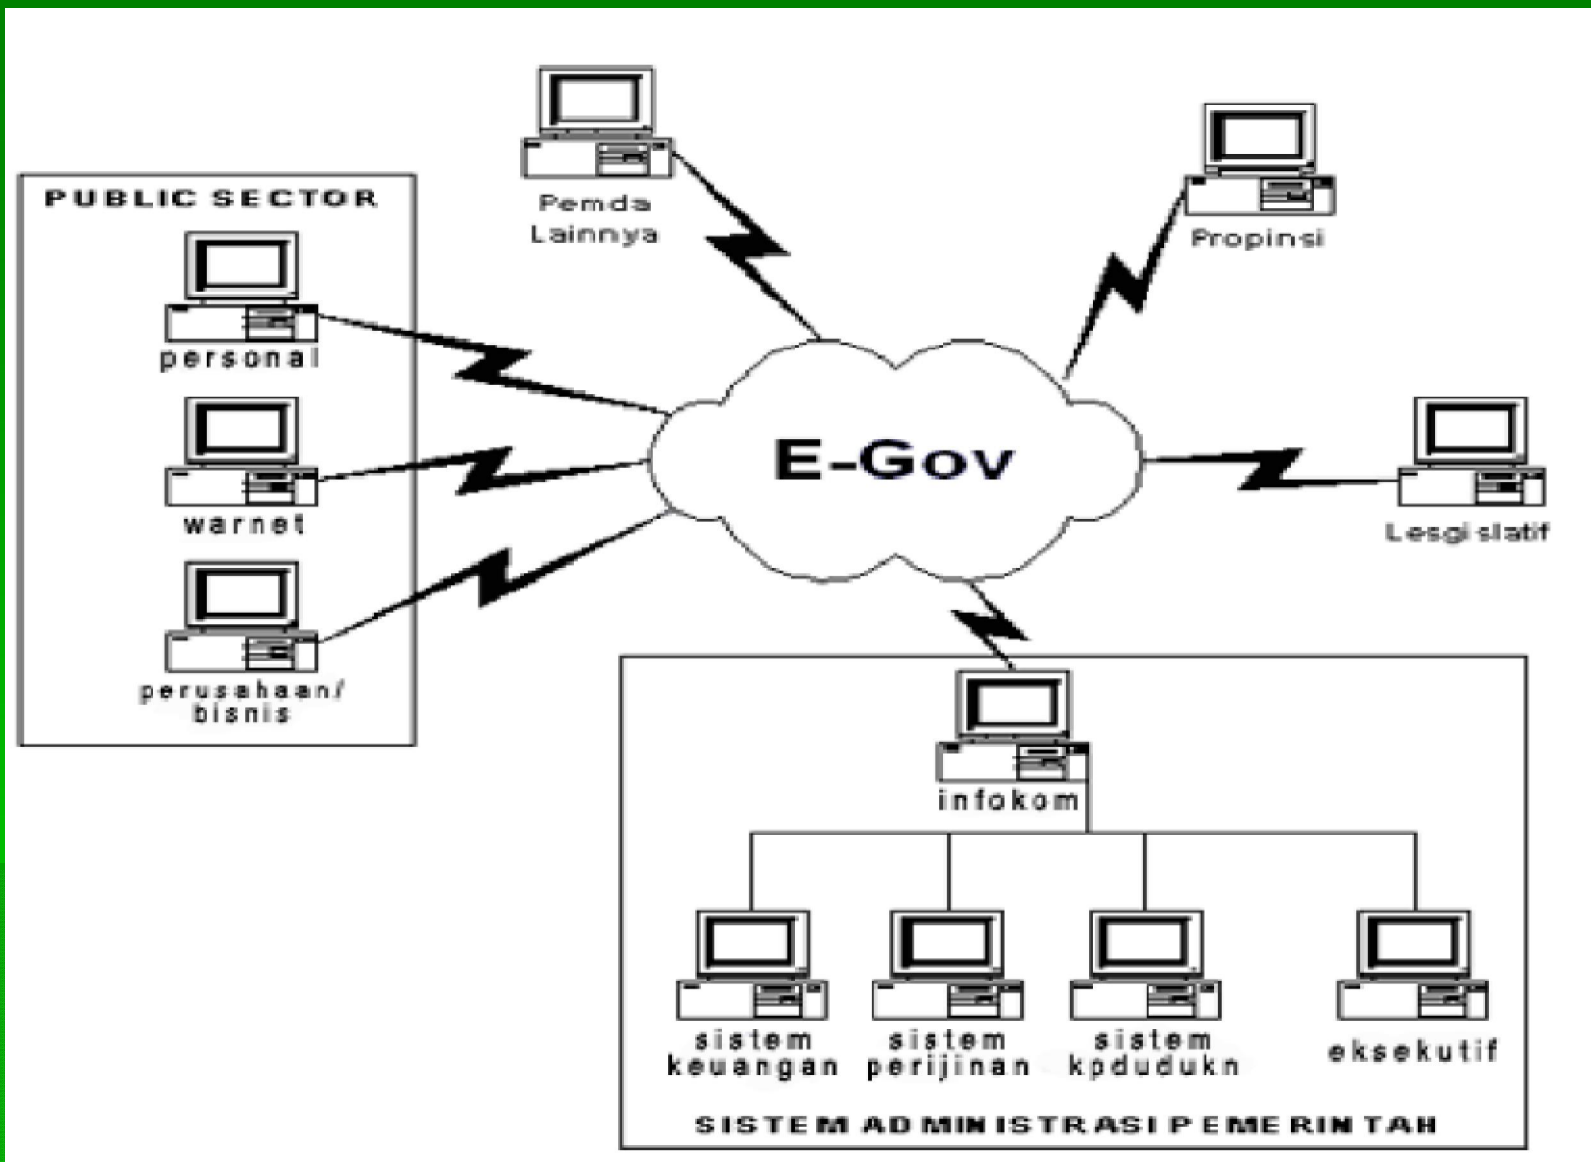 Pemda
Lainnya
Propinsi
PUBLIC SECTOR
personal
warnet
perusahaan/
bisnis
E-Gov
Lesgislatif
infokom
sistem
keuangan
sistem
perijinan
sistem
kpdudukn
eksekutif
SISTEM ADMINISTRASI PEMERINTAH